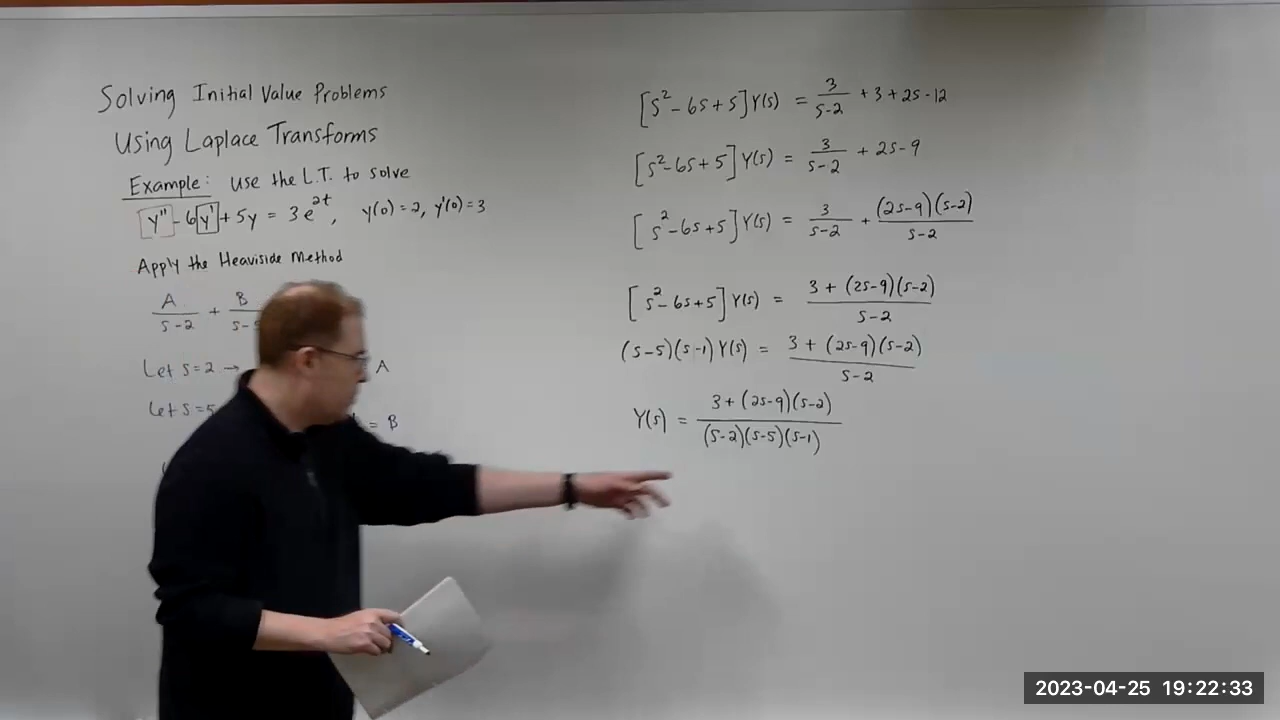 Solving Initial Value Problems
Using Laplace Transforms
Example: Use the L.T. to solve
y'' - 6y' + 5y = 3e^{2t}, y(0) = 2, y'(0) = 3
Apply the Heaviside Method
A/(s-2) + B/(s-5
Let s=2 → A
Let s=5 = B
[s² - 6s + 5] Y(s) = 3/(s-2) + 3 + 2s - 12
[s² - 6s + 5] Y(s) = 3/(s-2) + 2s - 9
[s² - 6s + 5] Y(s) = 3/(s-2) + (2s-9)(s-2)/(s-2)
[s² - 6s + 5] Y(s) = (3 + (2s-9)(s-2))/(s-2)
(s-5)(s-1) Y(s) = (3 + (2s-9)(s-2))/(s-2)
Y(s) = (3 + (2s-9)(s-2))/((s-2)(s-5)(s-1))
2023-04-25 19:22:33